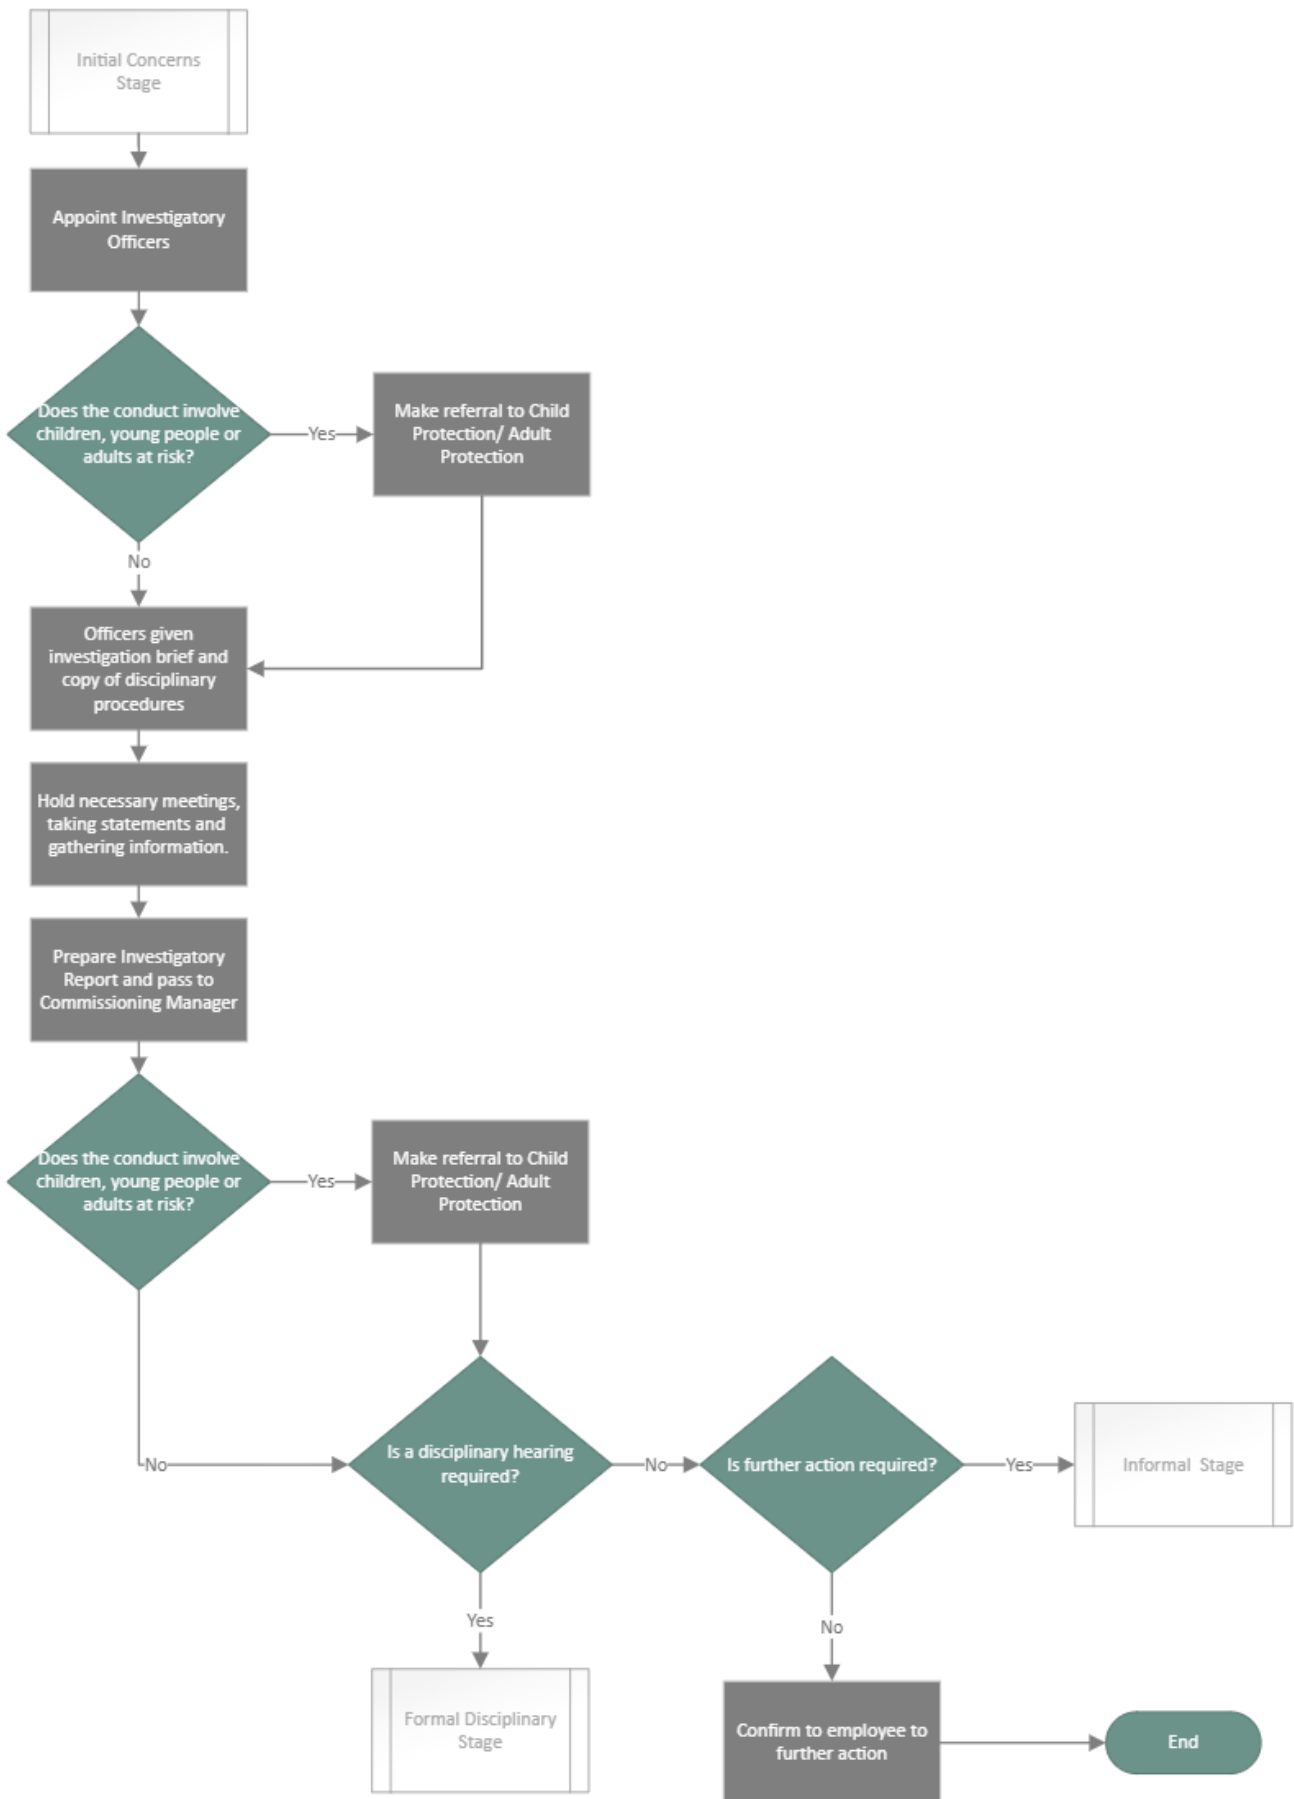 Initial Concerns
Stage
Appoint Investigatory
Officers
Does the conduct involve
children, young people or
adults at risk?
Yes
Make referral to Child
Protection/ Adult
Protection
No
Officers given
investigation brief and
copy of disciplinary
procedures
Hold necessary meetings,
taking statements and
gathering information.
Prepare Investigatory
Report and pass to
Commissioning Manager
Does the conduct involve
children, young people or
adults at risk?
Yes
Make referral to Child
Protection/ Adult
Protection
No
Is a disciplinary hearing
required?
No
Is further action required?
Yes
Informal Stage
Yes
No
Formal Disciplinary
Stage
Confirm to employee to
further action
End